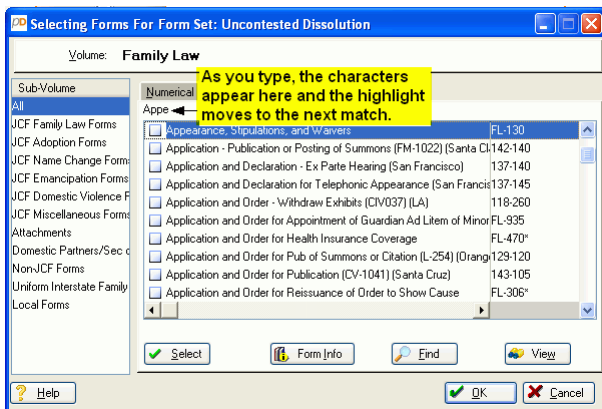 Selecting Forms For Form Set: Uncontested Dissolution
Volume: Family Law
Sub-Volume
All
JCF Family Law Forms
JCF Adoption Forms
JCF Name Change Forms
JCF Emancipation Forms
JCF Domestic Violence F
JCF Miscellaneous Forms
Attachments
Domestic Partners/Sec o
Non-JCF Forms
Uniform Interstate Family
Local Forms
Numerical
As you type, the characters
appear here and the highlight
moves to the next match.
Appe
Appearance, Stipulations, and Waivers FL-130
Application - Publication or Posting of Summons (FM-1022) (Santa Cl 142-140
Application and Declaration - Ex Parte Hearing (San Francisco) 137-140
Application and Declaration for Telephonic Appearance (San Francis 137-145
Application and Order - Withdraw Exhibits (CIV037) (LA) 118-260
Application and Order for Appointment of Guardian Ad Litem of Minor FL-935
Application and Order for Health Insurance Coverage FL-470*
Application and Order for Pub of Summons or Citation (L-254) (Orang 129-120
Application and Order for Publication (CV-1041) (Santa Cruz) 143-105
Application and Order for Reissuance of Order to Show Cause FL-306*
Select Form Info Find View
Help OK Cancel